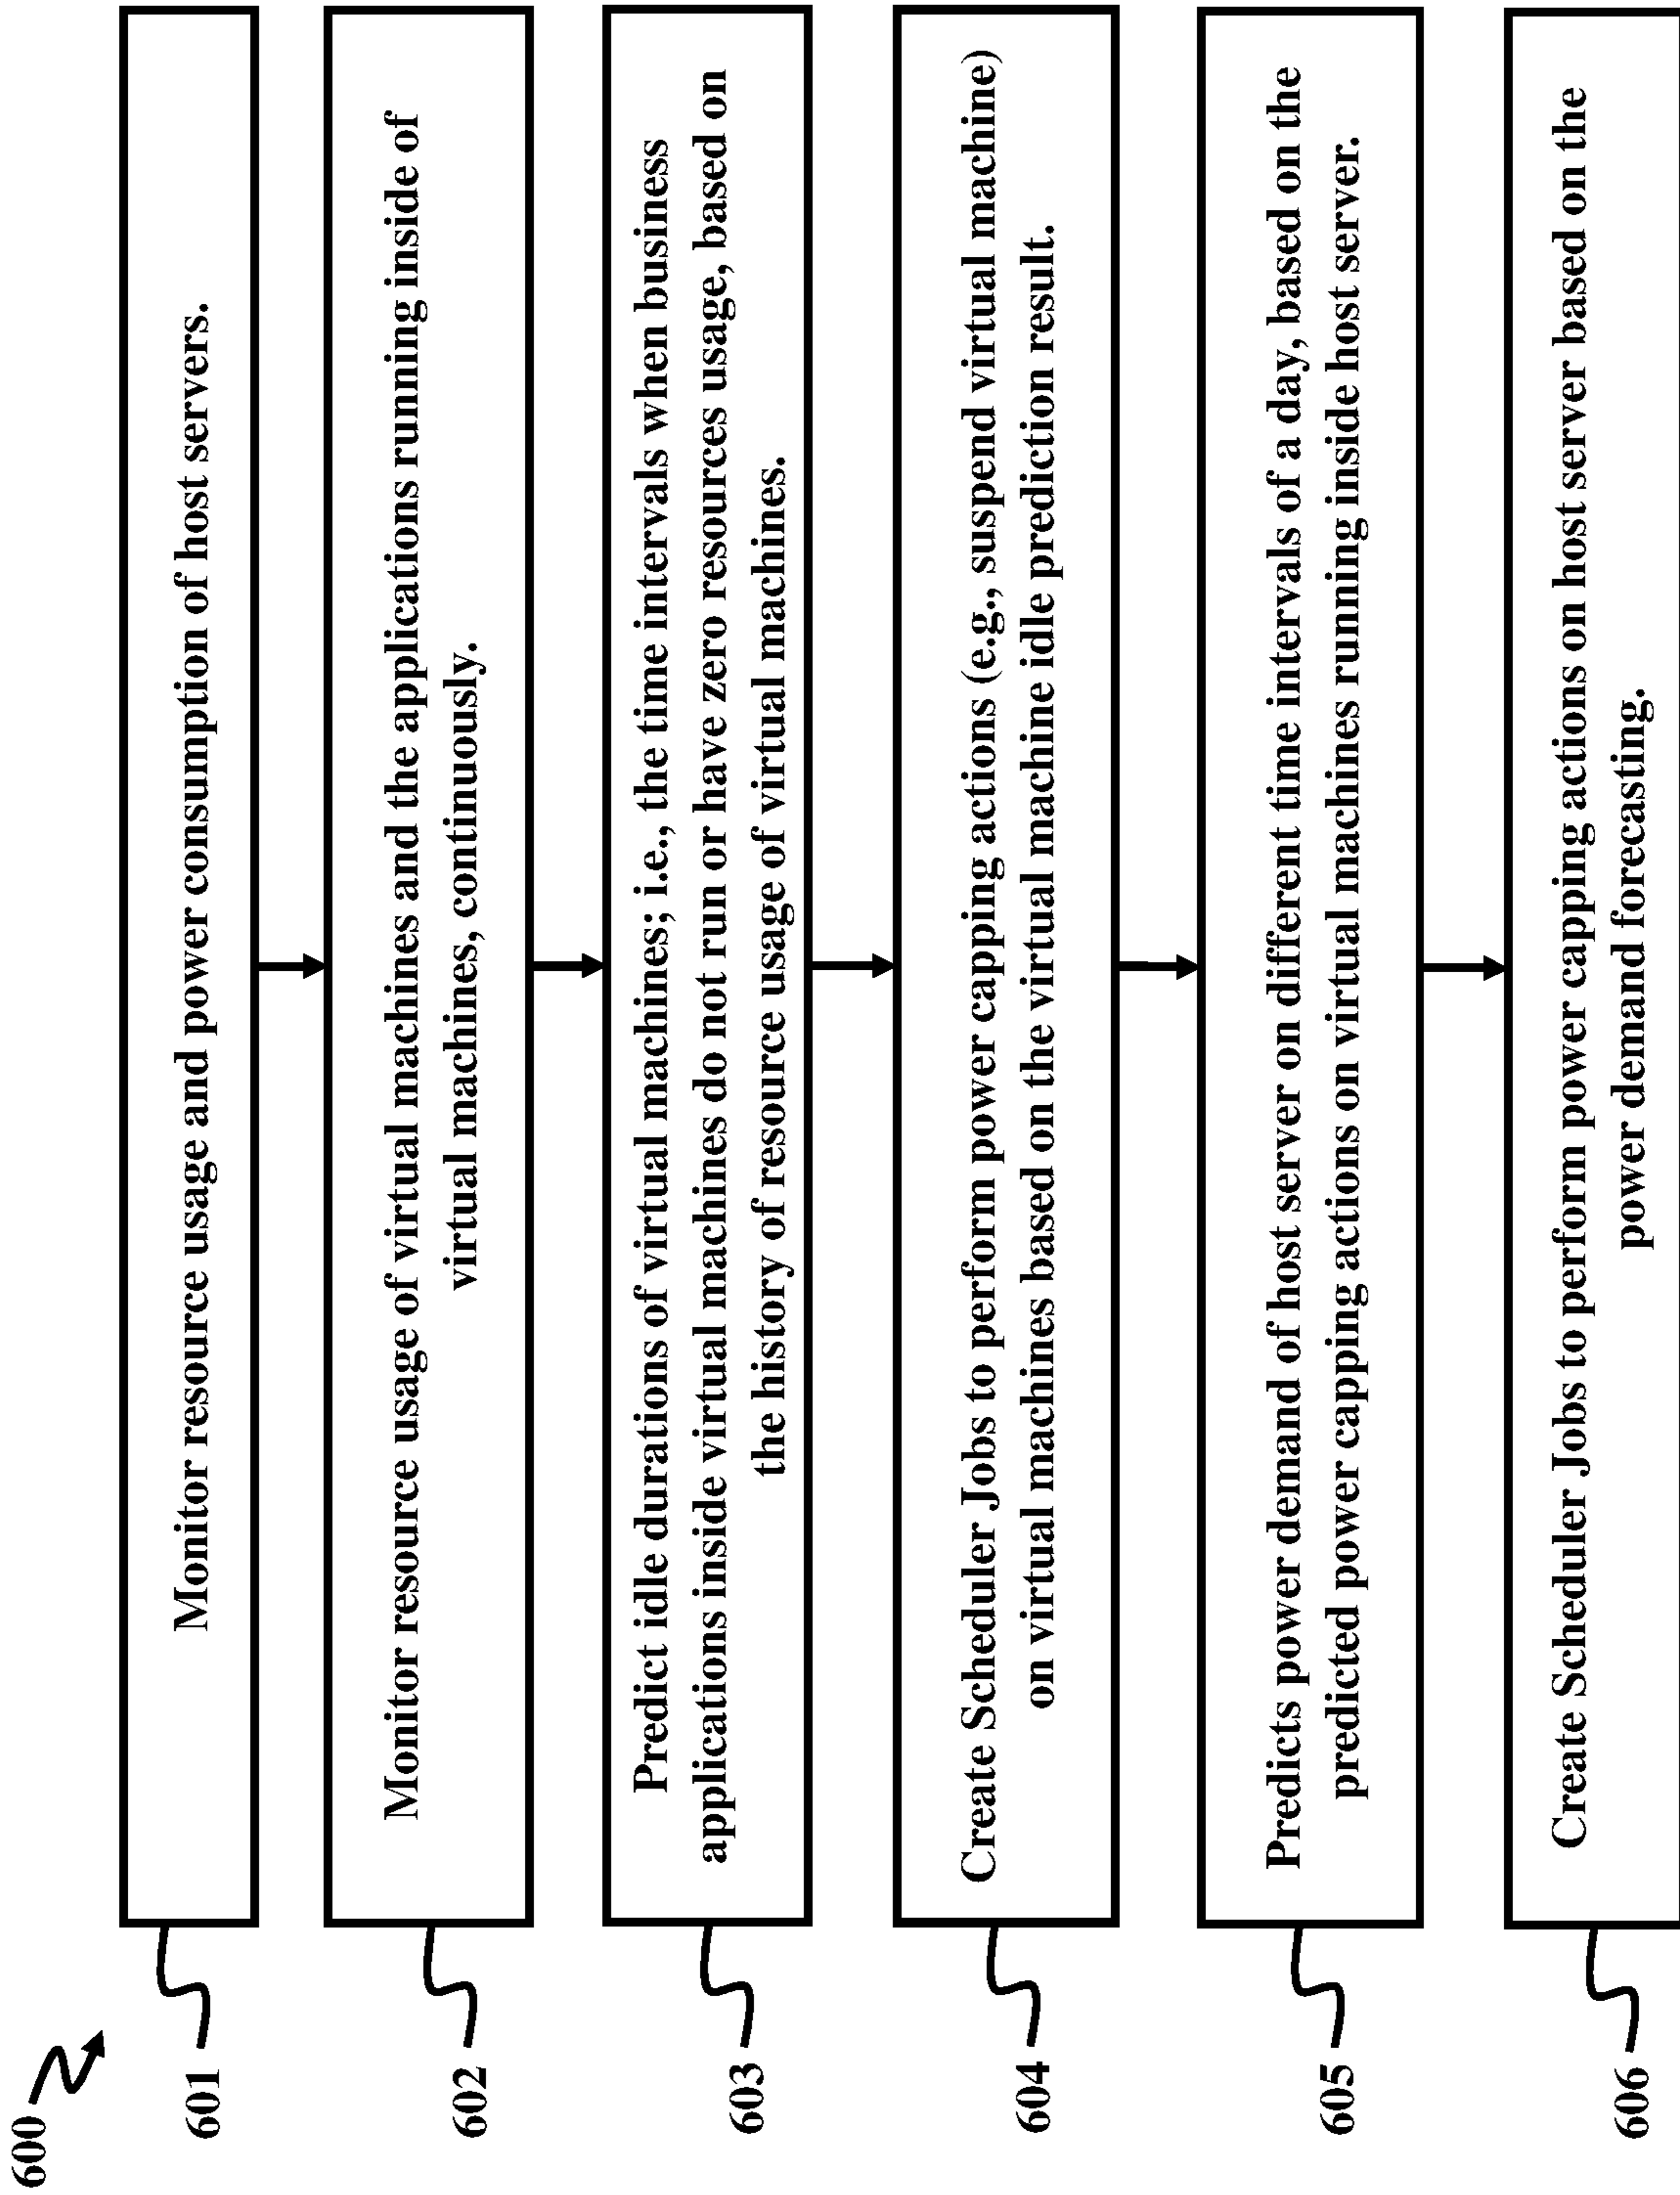 600
601
Monitor resource usage and power consumption of host servers.
602
Monitor resource usage of virtual machines and the applications running inside of
virtual machines, continuously.
603
Predict idle durations of virtual machines; i.e., the time intervals when business
applications inside virtual machines do not run or have zero resources usage, based on
the history of resource usage of virtual machines.
604
Create Scheduler Jobs to perform power capping actions (e.g., suspend virtual machine)
on virtual machines based on the virtual machine idle prediction result.
605
Predicts power demand of host server on different time intervals of a day, based on the
predicted power capping actions on virtual machines running inside host server.
606
Create Scheduler Jobs to perform power capping actions on host server based on the
power demand forecasting.